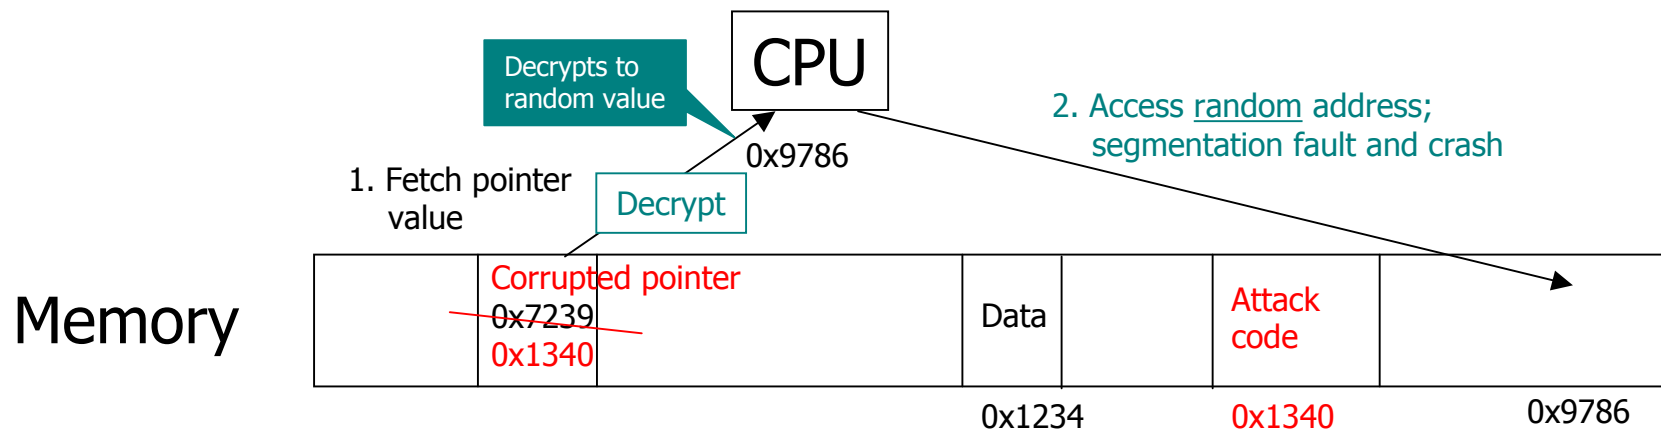 CPU
Decrypts to
random value
2. Access random address;
segmentation fault and crash
0x9786
1. Fetch pointer
value
Decrypt
Memory
Corrupted pointer
0x7239
0x1340
Data
Attack
code
0x1234
0x1340
0x9786